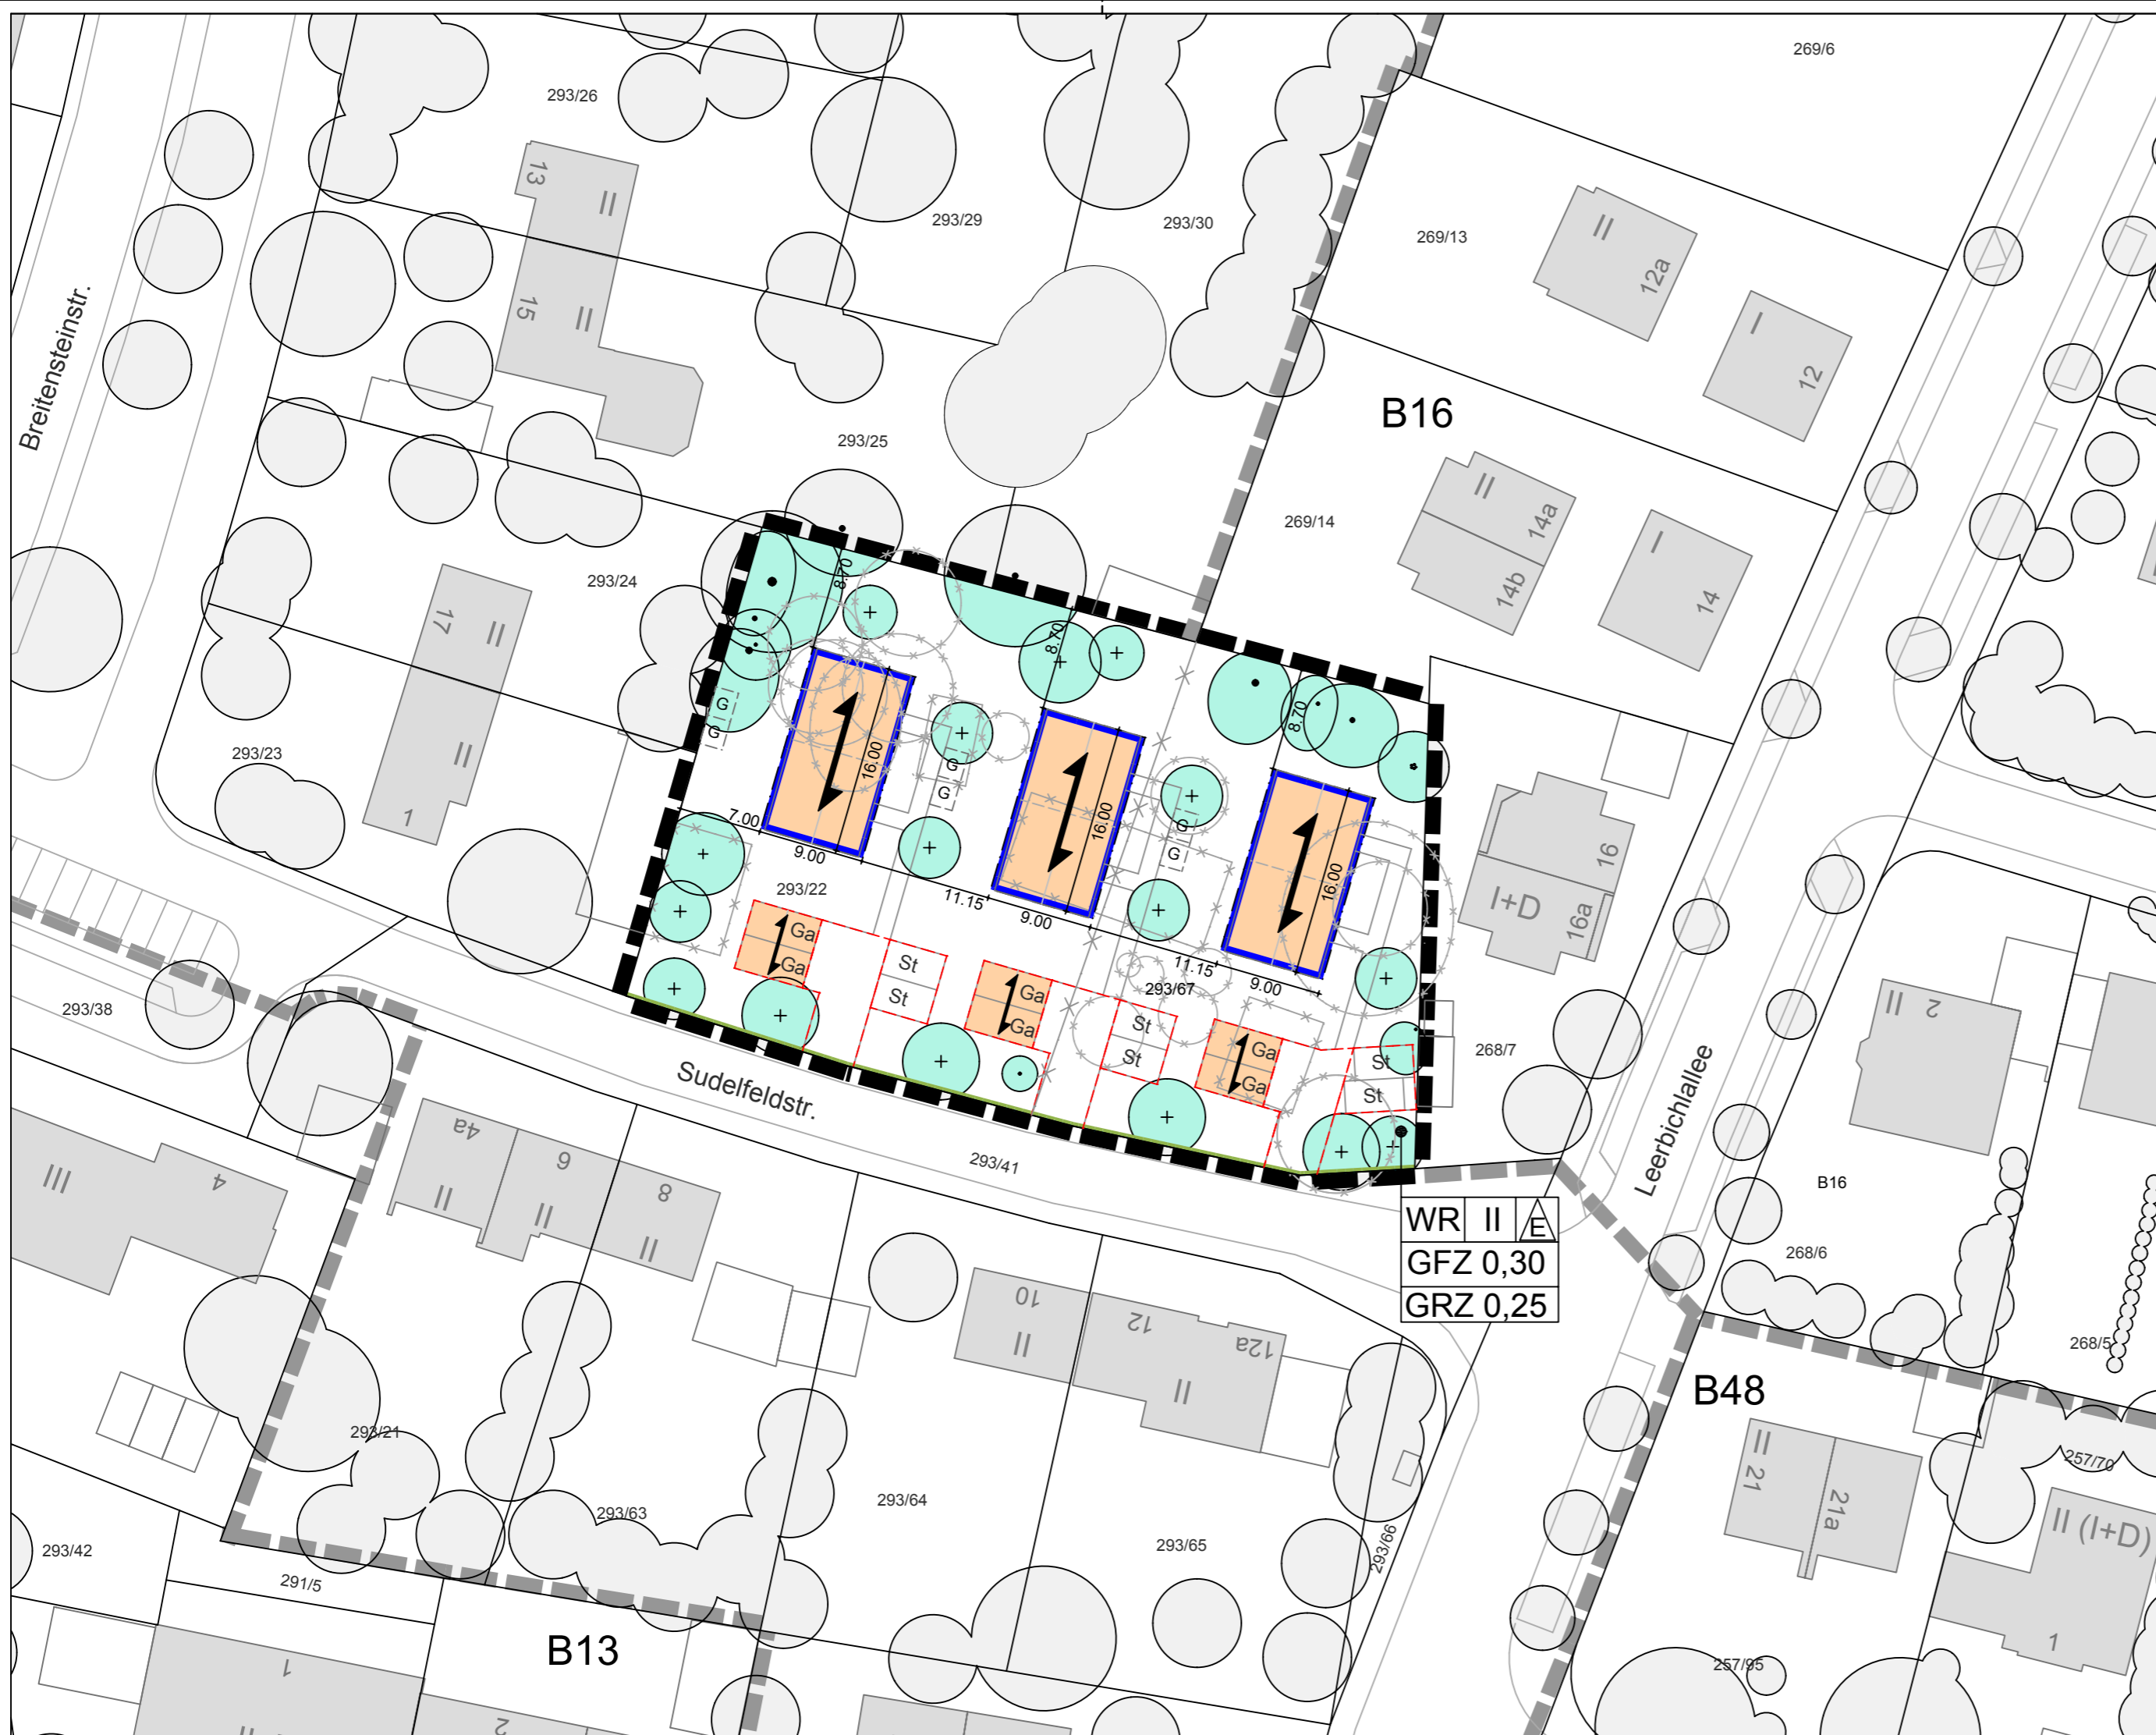 269/6
293/26
13
II
293/29
293/30
269/13
II
12a
Breitensteinstr.
15
II
I
12
B16
293/25
II
14a
269/14
14b
I
14
293/24
8.70
17
II
8.70
8.70
G
G
16.00
G
G
16.00
G
G
16.00
293/23
II
1
7.00
9.00
11.15
9.00
11.15
9.00
16
I+D
16a
293/22
Ga
Ga
St
St
Ga
Ga
293/67
St
St
Ga
Ga
St
St
293/38
268/7
II
2
Sudelfeldstr.
Leerbichlallee
293/41
III
4
4a
II
6
II
8
II
B16
268/6
268/5
WR II E
GFZ 0,30
GRZ 0,25
10
II
12
12a
II
B48
293/21
II
21
21a
257/70
II (I+D)
1
293/63
293/64
293/65
293/66
293/42
291/5
B13
257/95
1
2